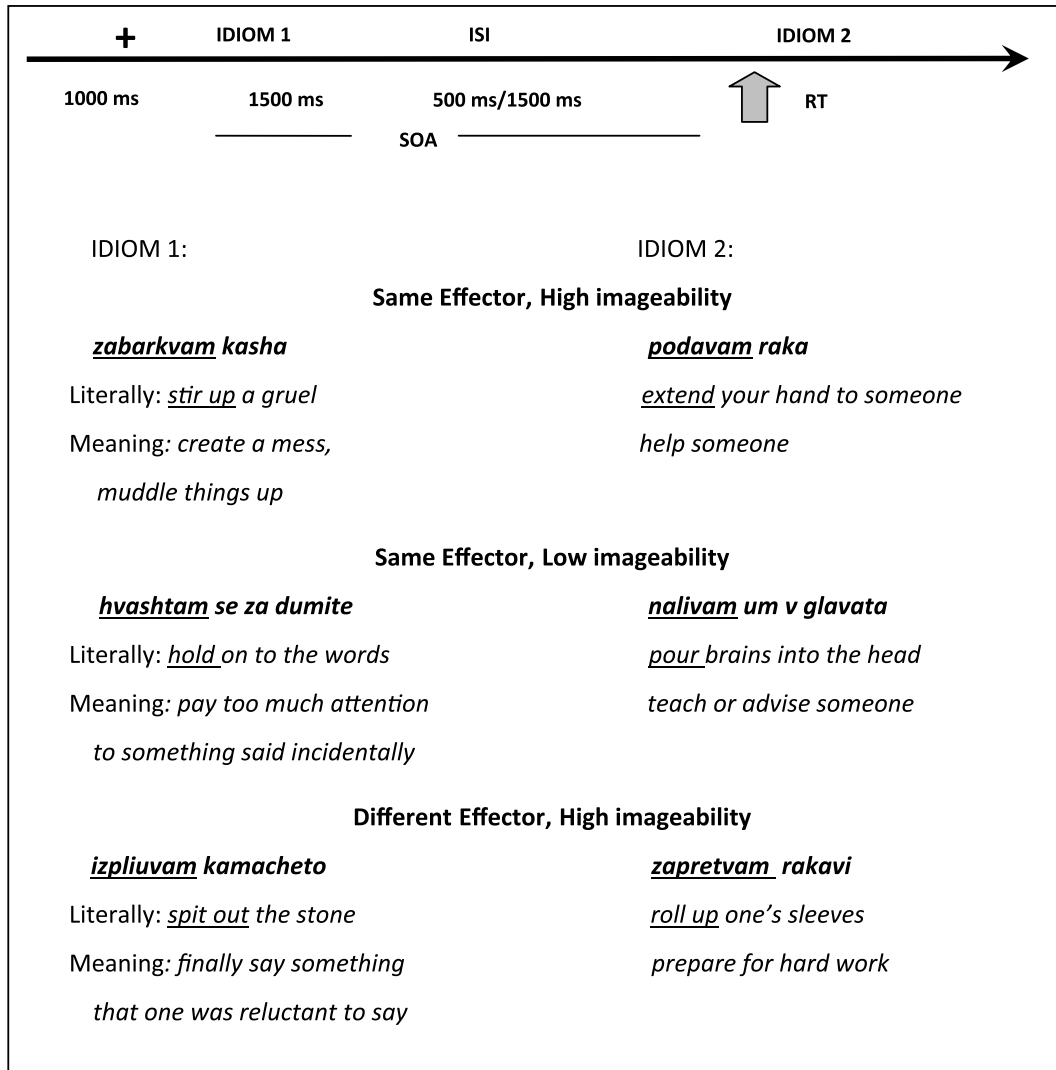 + IDIOM 1 ISI IDIOM 2
1000 ms 1500 ms 500 ms/1500 ms RT
SOA
IDIOM 1: IDIOM 2:
Same Effector, High imageability
zabarkvam kasha podavam raka
Literally: stir up a gruel extend your hand to someone
Meaning: create a mess, help someone
muddle things up
Same Effector, Low imageability
hvashtam se za dumite nalivam um v glavata
Literally: hold on to the words pour brains into the head
Meaning: pay too much attention teach or advise someone
to something said incidentally
Different Effector, High imageability
izpliuvam kamacheto zapretvam rakavi
Literally: spit out the stone roll up one’s sleeves
Meaning: finally say something prepare for hard work
that one was reluctant to say